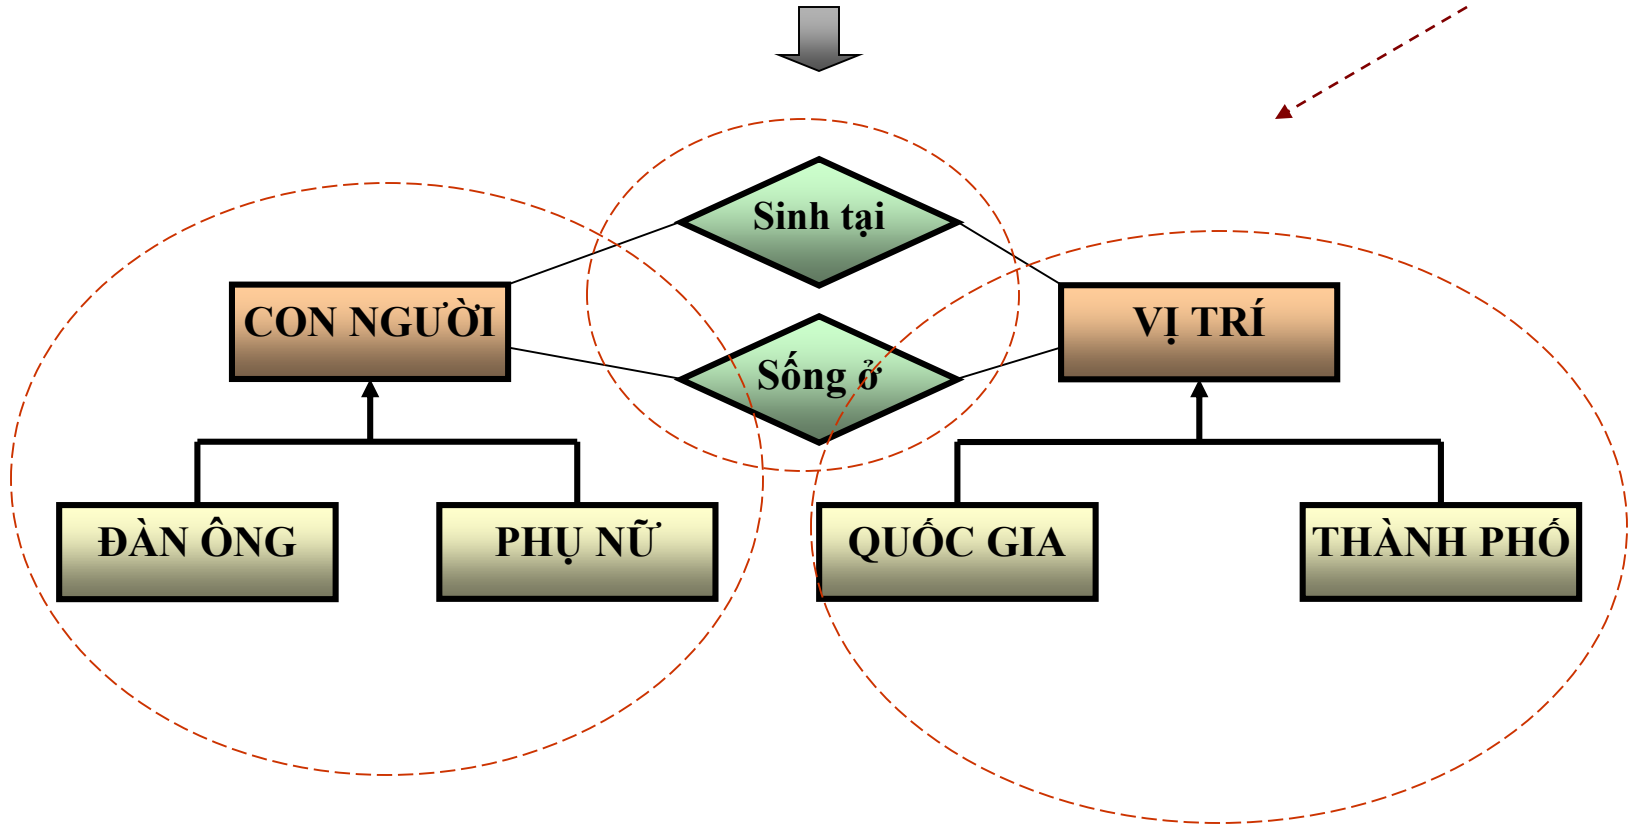 Sinh tại
CON NGƯỜI
VỊ TRÍ
Sống ở
ĐÀN ÔNG
PHỤ NỮ
QUỐC GIA
THÀNH PHỐ